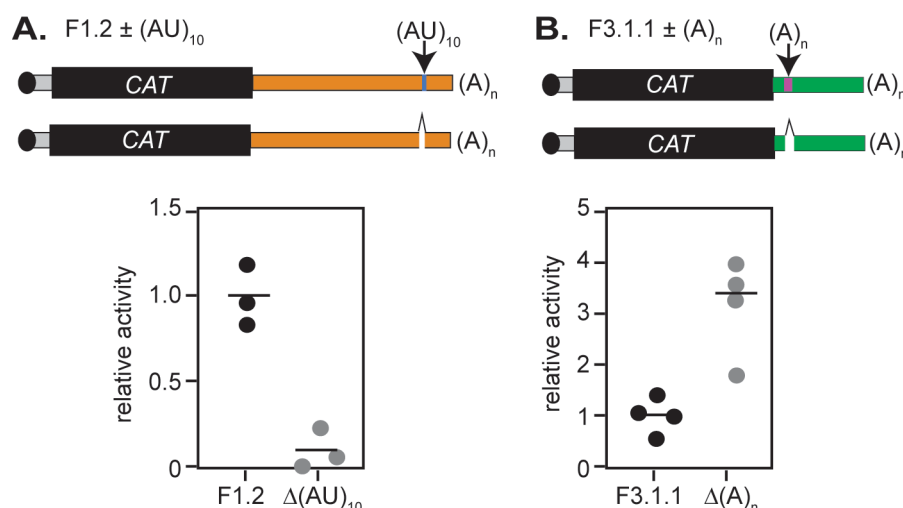 A. F1.2 ± (AU)₁₀
(AU)₁₀
CAT (A)ₙ
CAT (A)ₙ
1.5
1.0
0.5
0
relative activity
F1.2 Δ(AU)₁₀
B. F3.1.1 ± (A)ₙ
(A)ₙ
CAT (A)ₙ
CAT (A)ₙ
5
4
3
2
1
0
relative activity
F3.1.1 Δ(A)ₙ